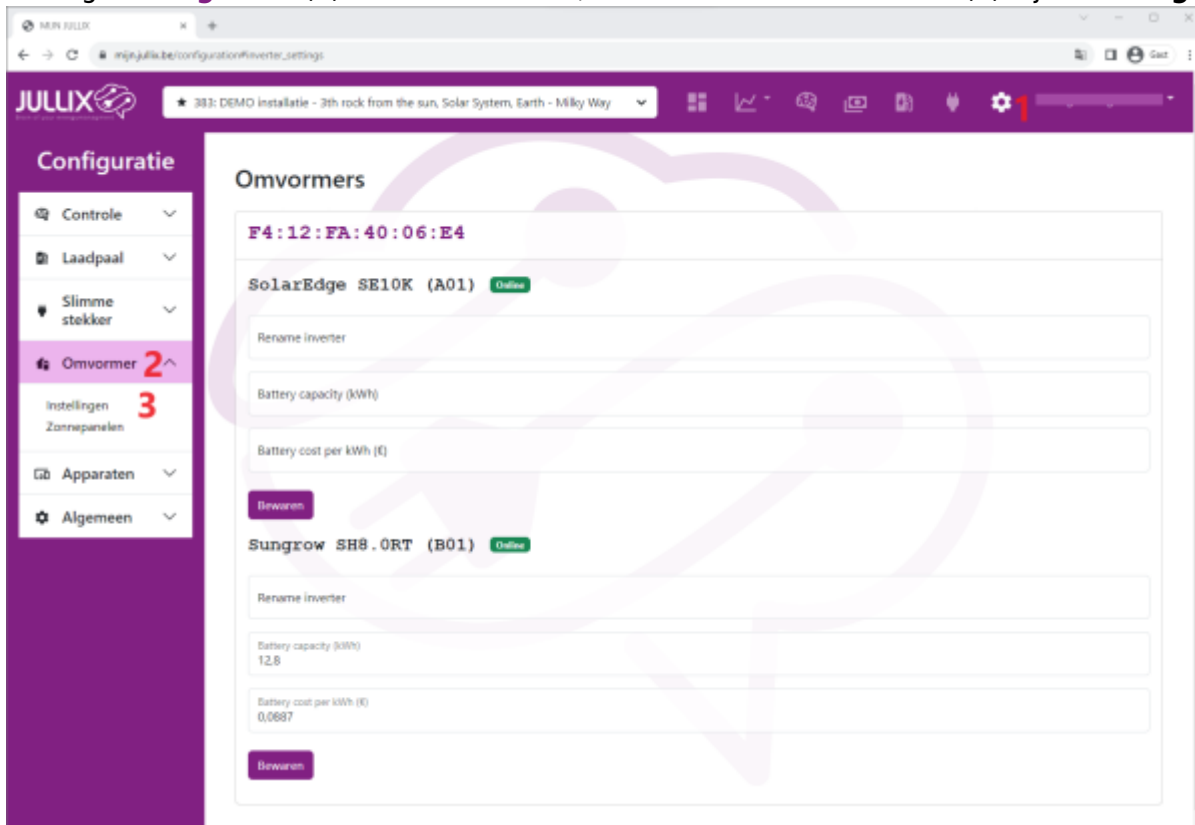 MIJN JULLIX
mijn.jullix.be/configuration#inverter_settings
Gast
JULLIX
★ 383: DEMO installatie - 3th rock from the sun, Solar System, Earth - Milky Way
1
Configuratie
Controle
Laadpaal
Slimme
stekker
Omvormer 2
Instellingen 3
Zonnepanelen
Apparaten
Algemeen
Omvormers
F4:12:FA:40:06:E4
SolarEdge SE10K (A01) Online
Rename inverter
Battery capacity (kWh)
Battery cost per kWh (€)
Bewaren
Sungrow SH8.0RT (B01) Online
Rename inverter
Battery capacity (kWh)
12,8
Battery cost per kWh (€)
0,0887
Bewaren